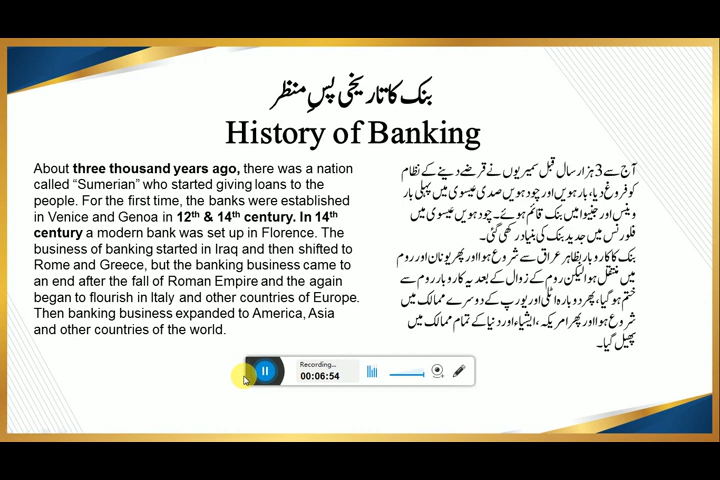 بنک کا تاریخی پسِ منظر
History of Banking
About three thousand years ago, there was a nation
called “Sumerian” who started giving loans to the
people. For the first time, the banks were established
in Venice and Genoa in 12th & 14th century. In 14th
century a modern bank was set up in Florence. The
business of banking started in Iraq and then shifted to
Rome and Greece, but the banking business came to
an end after the fall of Roman Empire and the again
began to flourish in Italy and other countries of Europe.
Then banking business expanded to America, Asia
and other countries of the world.
آج سے 3 ہزار سال قبل سمیریوں نے قرضے دینے کے نظام
کو فروغ دیا، بارہویں اور چودہویں صدی عیسوی میں پہلی بار
وینس اور جنیوا میں بنک قائم ہوئے۔ چودہویں عیسوی میں
فلورنس میں جدید بنک کی بنیاد رکھی گئی۔
بنک کا کاروبار بظاہر عراق سے شروع ہوا اور پھر یونان اور روم
میں منتقل ہوا لیکن روم کے زوال کے بعد یہ کاروبار روم سے
ختم ہو گیا، پھر دوبارہ اٹلی اور یورپ کے دوسرے ممالک میں
شروع ہوا اور پھر امریکہ، ایشیاء اور دنیا کے تمام ممالک میں
پھیل گیا۔
Recording...
00:06:54